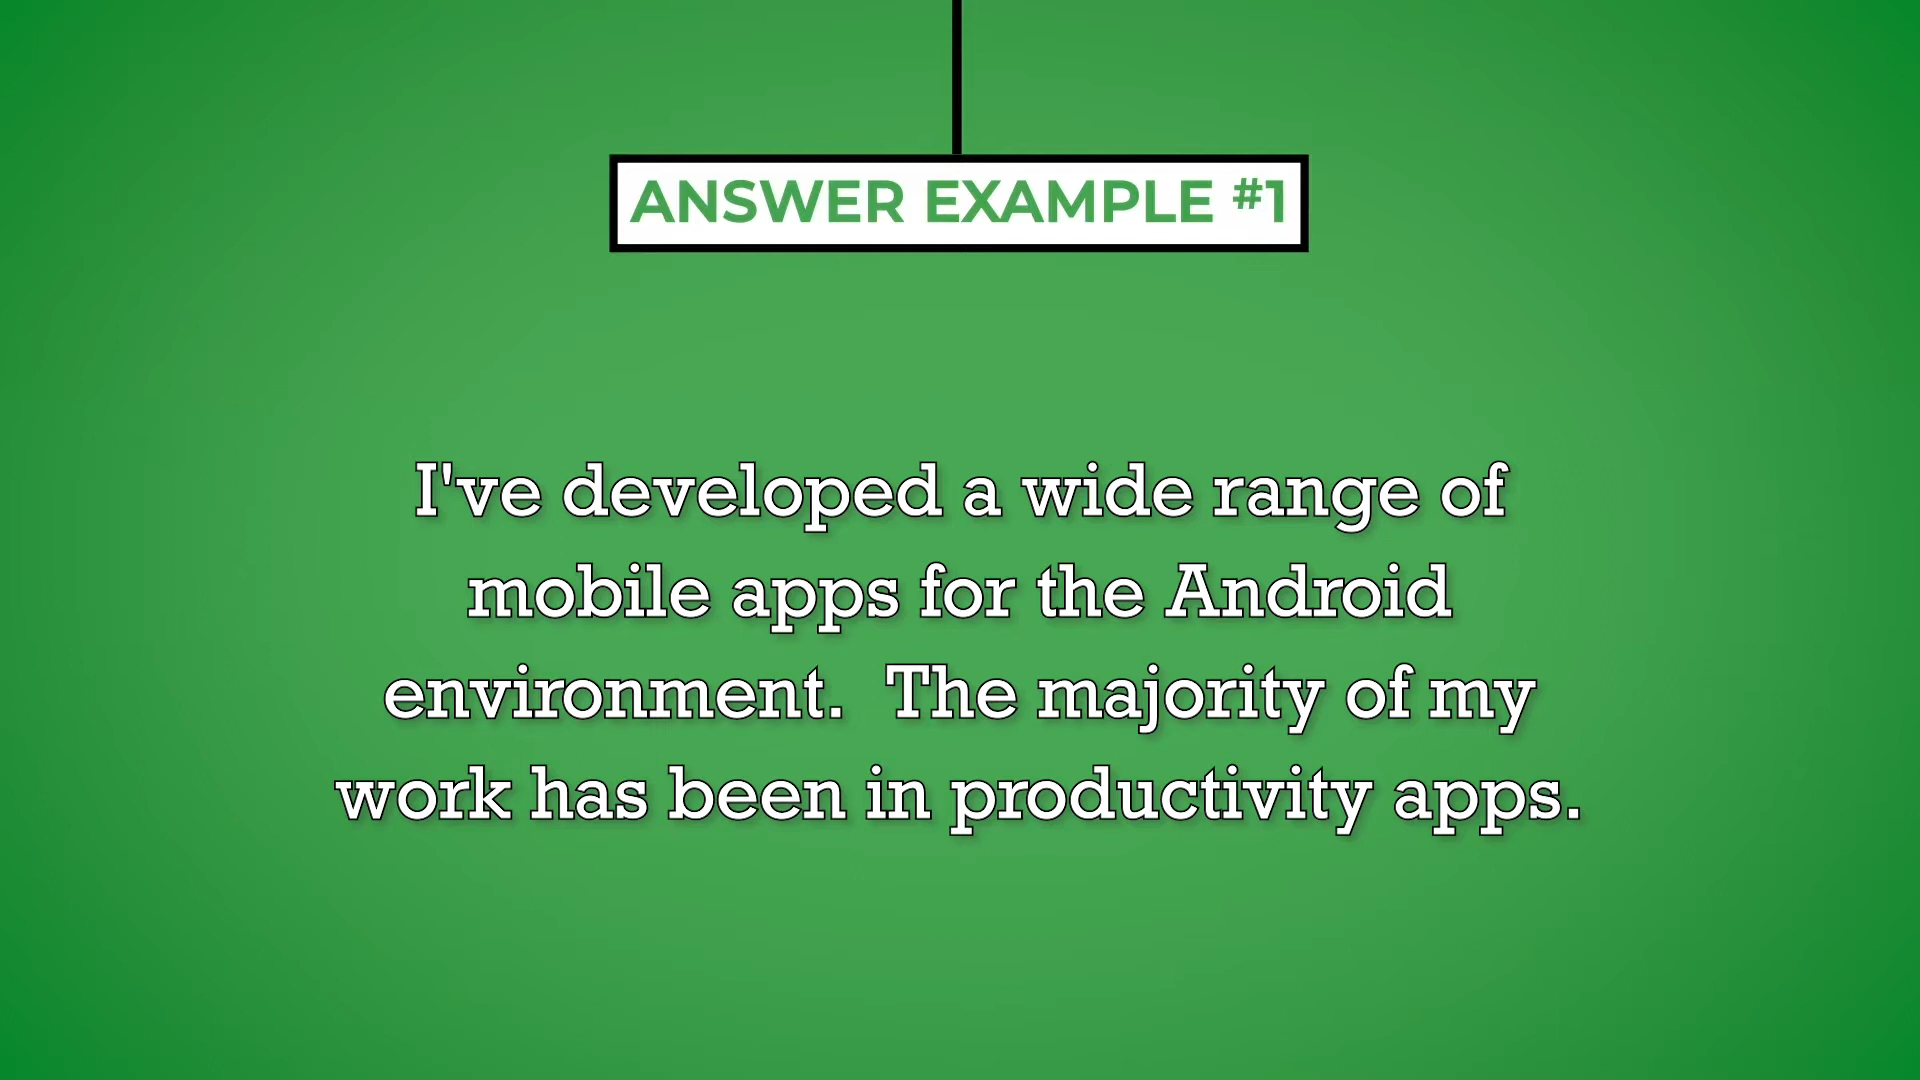 ANSWER EXAMPLE #1
I've developed a wide range of
mobile apps for the Android
environment.  The majority of my
work has been in productivity apps.